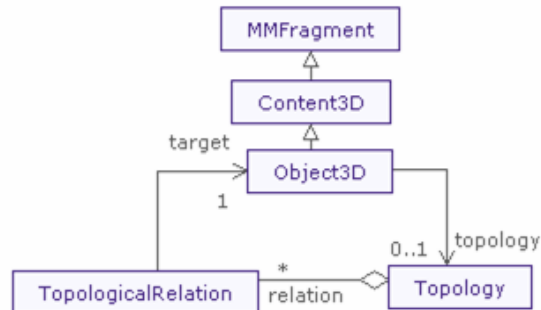 MMFragment
Content3D
target
Object3D
1
0..1
topology
*
TopologicalRelation
relation
Topology